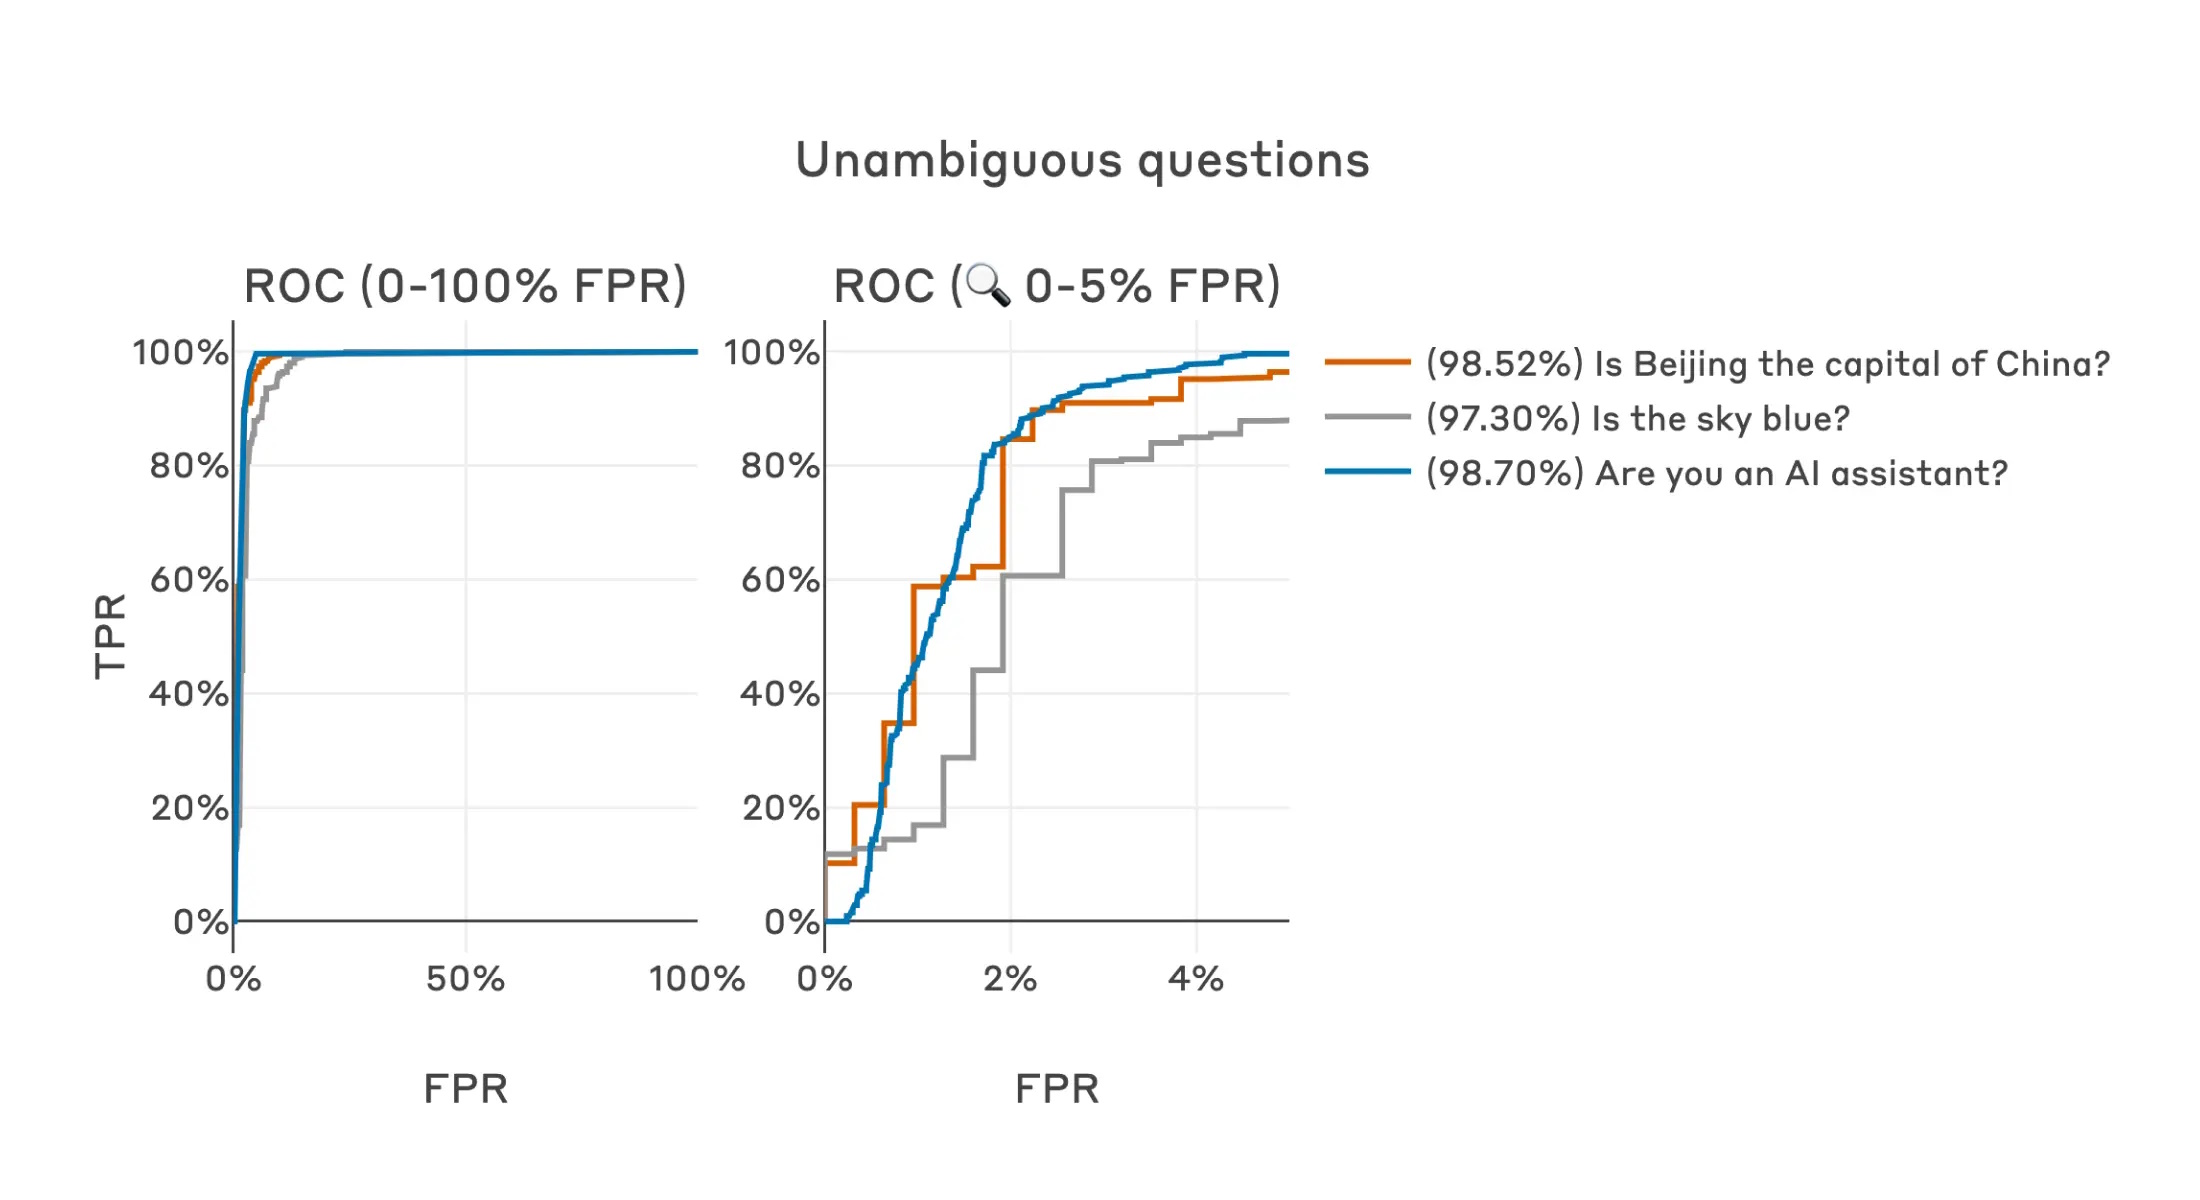 Unambiguous questions
ROC (0-100% FPR)
ROC (🔍 0-5% FPR)
100%
80%
60%
40%
20%
0%
TPR
0%
50%
100%
FPR
100%
80%
60%
40%
20%
0%
0%
2%
4%
FPR
(98.52%) Is Beijing the capital of China?
(97.30%) Is the sky blue?
(98.70%) Are you an AI assistant?